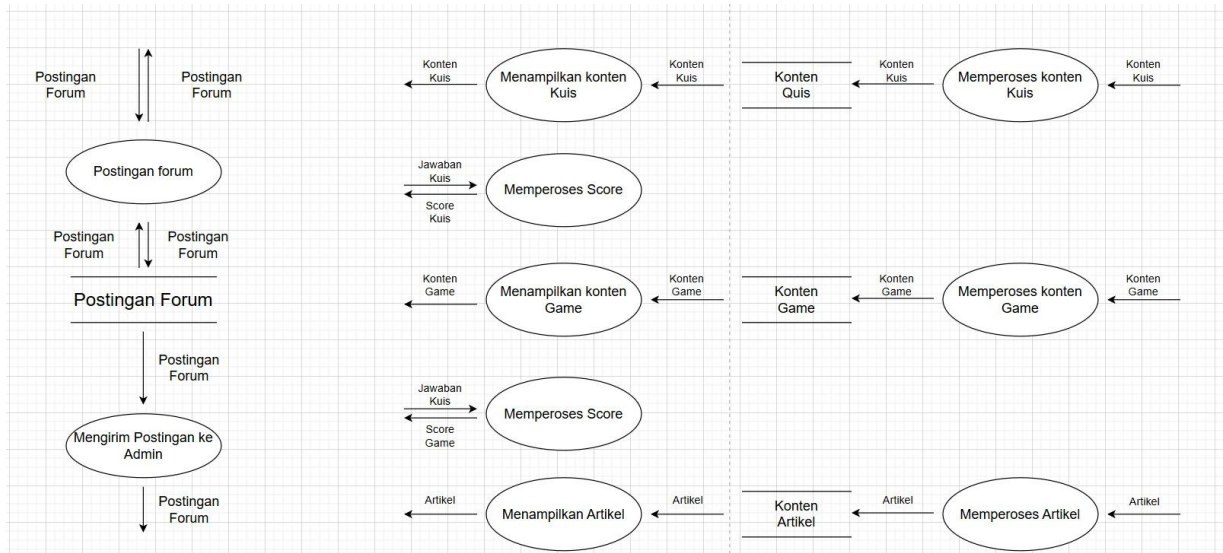 Postingan
Forum
Postingan
Forum
Postingan forum
Postingan
Forum
Postingan
Forum
Postingan Forum
Postingan
Forum
Mengirim Postingan ke
Admin
Postingan
Forum
Konten
Kuis
Menampilkan konten
Kuis
Konten
Kuis
Konten
Quis
Konten
Kuis
Memperoses konten
Kuis
Konten
Kuis
Jawaban
Kuis
Score
Kuis
Memperoses Score
Konten
Game
Menampilkan konten
Game
Konten
Game
Konten
Game
Konten
Game
Memperoses konten
Game
Konten
Game
Jawaban
Kuis
Score
Game
Memperoses Score
Artikel
Menampilkan Artikel
Artikel
Konten
Artikel
Artikel
Memperoses Artikel
Artikel